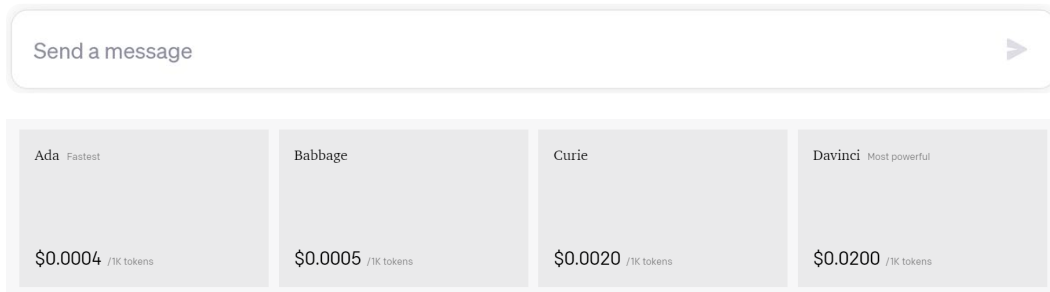 Send a message
Ada Fastest
Babbage
Curie
Davinci Most powerful
$0.0004 /1K tokens
$0.0005 /1K tokens
$0.0020 /1K tokens
$0.0200 /1K tokens